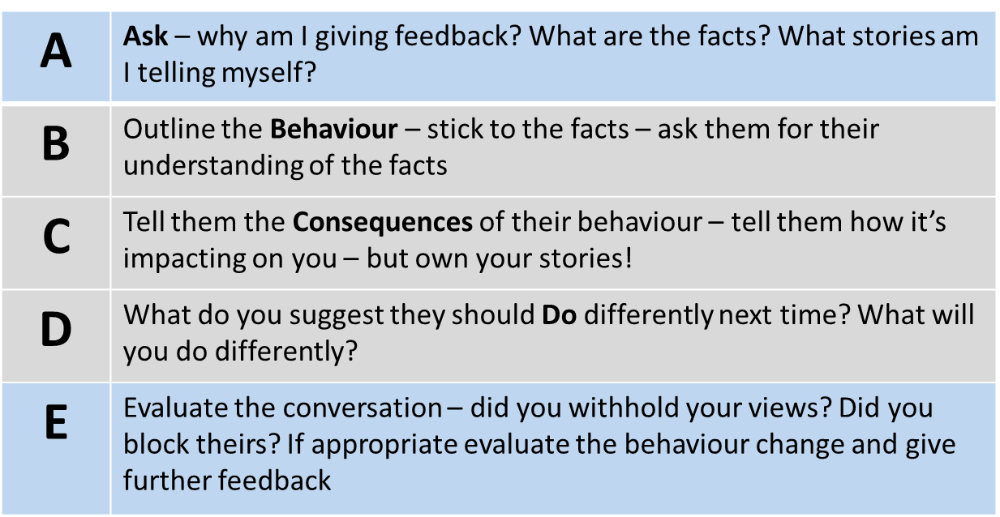 A
Ask – why am I giving feedback? What are the facts? What stories am
I telling myself?
B
Outline the Behaviour – stick to the facts – ask them for their
understanding of the facts
C
Tell them the Consequences of their behaviour – tell them how it’s
impacting on you – but own your stories!
D
What do you suggest they should Do differently next time? What will
you do differently?
E
Evaluate the conversation – did you withhold your views? Did you
block theirs? If appropriate evaluate the behaviour change and give
further feedback